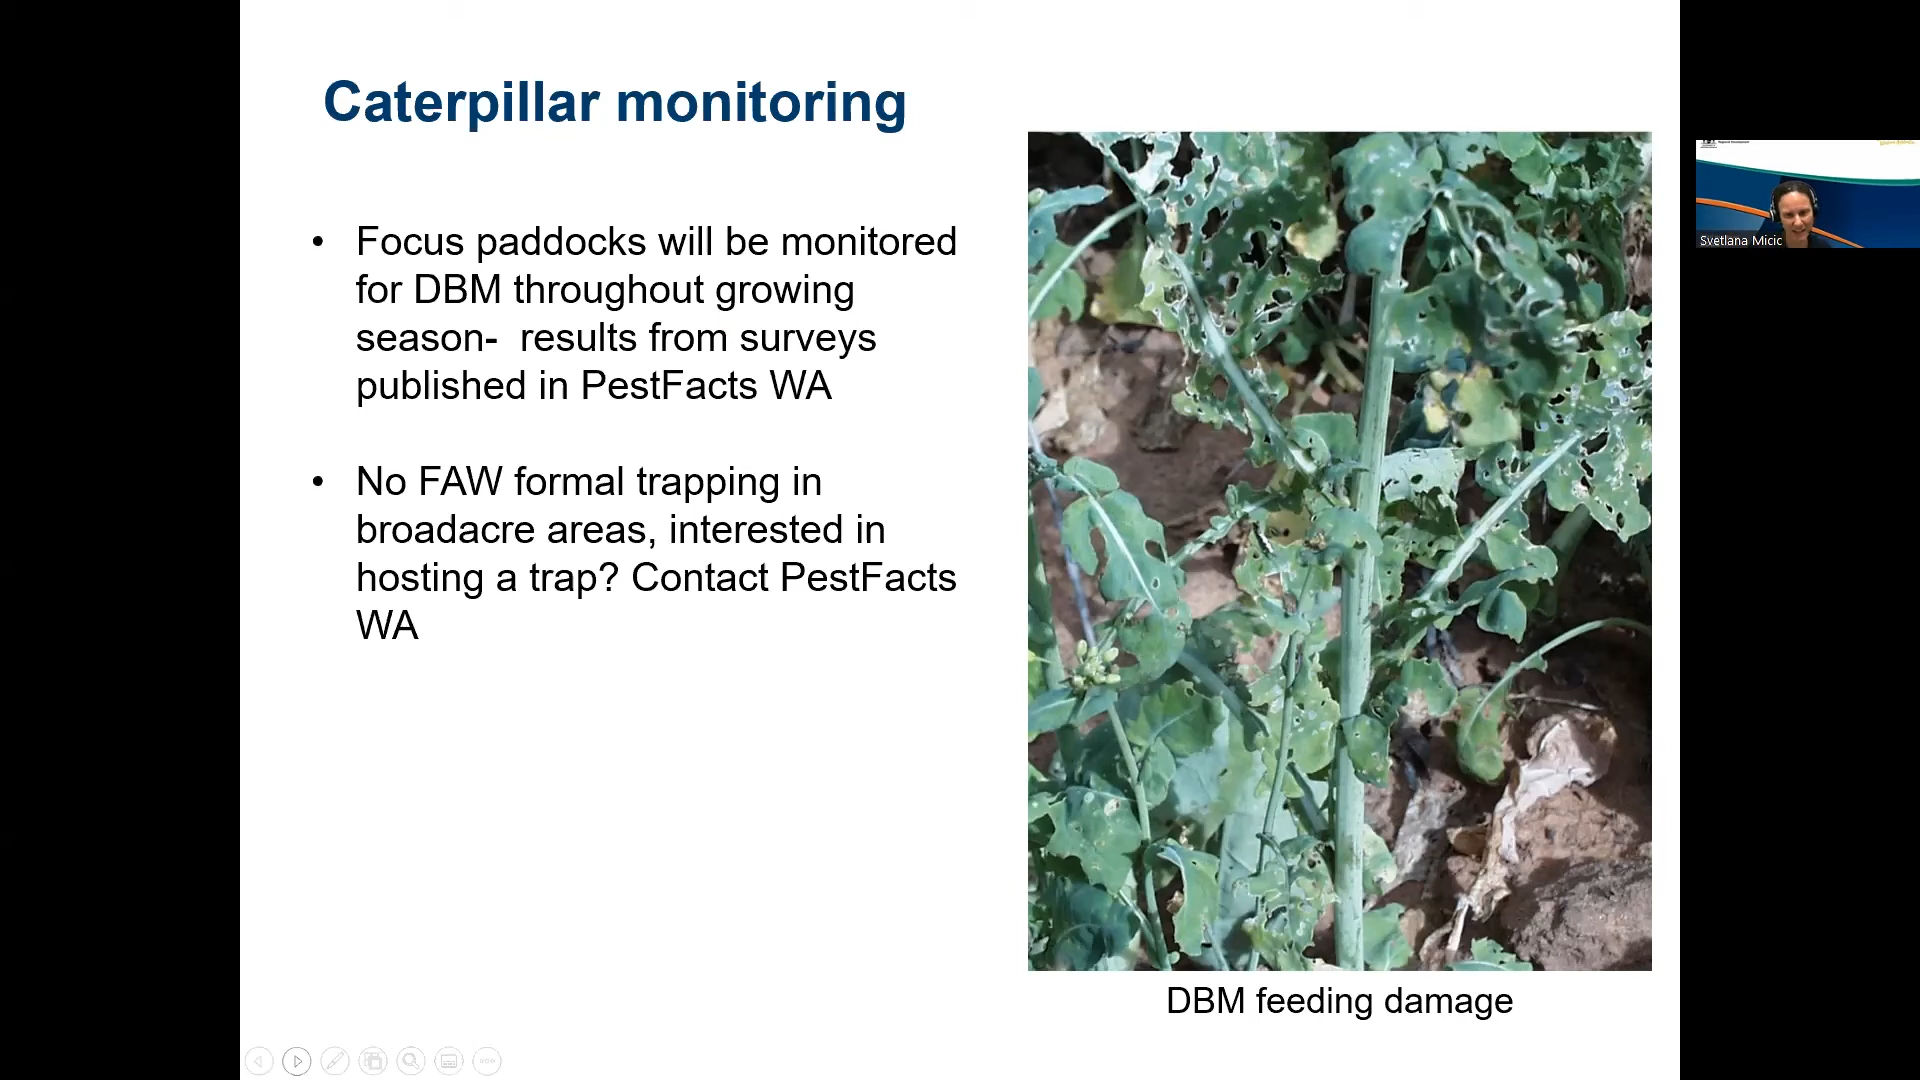 Caterpillar monitoring
• Focus paddocks will be monitored
for DBM throughout growing
season-  results from surveys
published in PestFacts WA
• No FAW formal trapping in
broadacre areas, interested in
hosting a trap? Contact PestFacts
WA
DBM feeding damage
Svetlana Micic